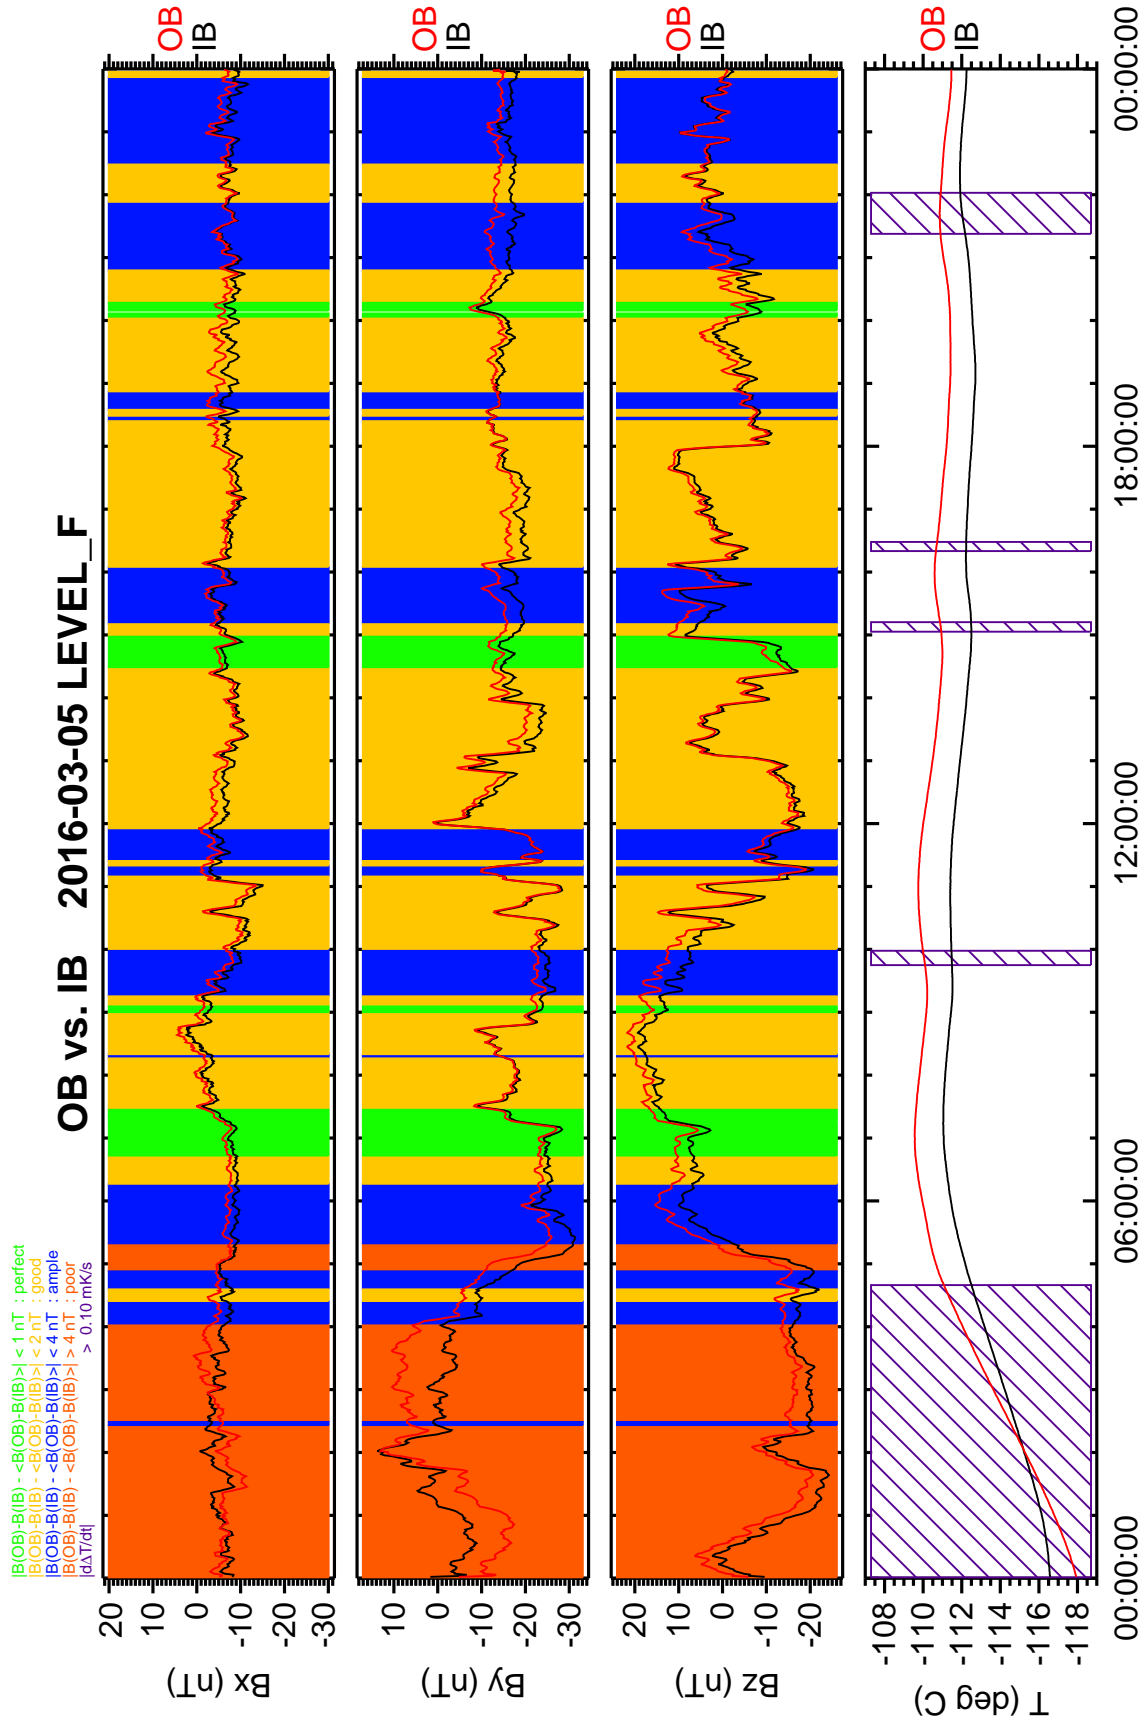 OB vs. IB 2016-03-05 LEVEL_F
|B(OB)-B(IB) - <B(OB)-B(IB)>| < 1 nT : perfect
|B(OB)-B(IB) - <B(OB)-B(IB)>| < 2 nT : good
|B(OB)-B(IB) - <B(OB)-B(IB)>| < 4 nT : ample
|B(OB)-B(IB) - <B(OB)-B(IB)>| > 4 nT : poor
|dΔT/dt| > 0.10 mK/s
Bx (nT)
20
10
0
-10
-20
-30
OB
IB
By (nT)
10
0
-10
-20
-30
OB
IB
Bz (nT)
10
0
-10
-20
OB
IB
T (deg C)
-108
-110
-112
-114
-116
-118
OB
IB
00:00:00
06:00:00
12:00:00
18:00:00
00:00:00